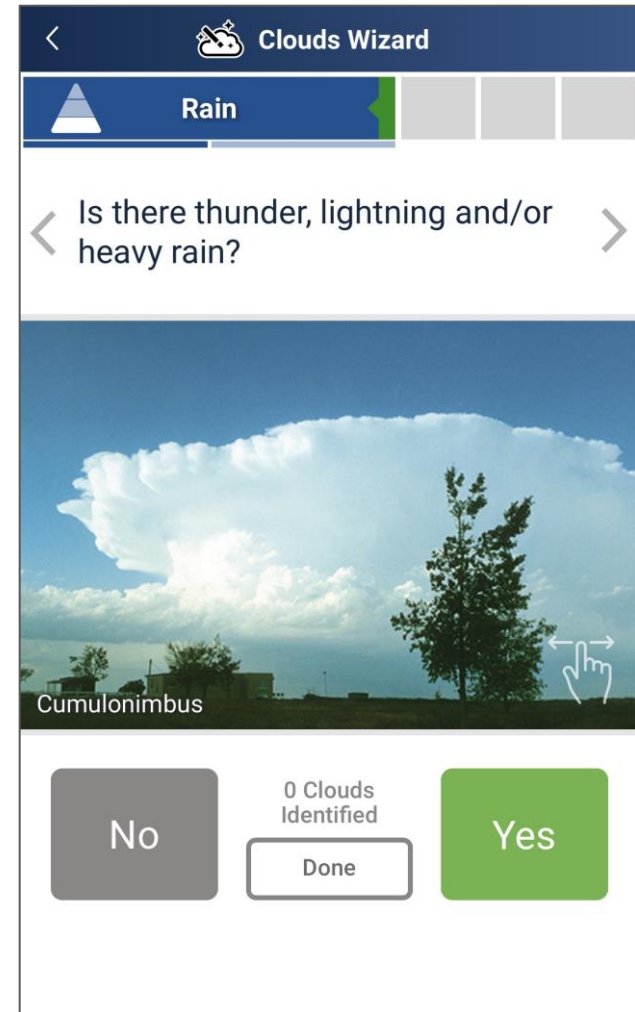 Clouds Wizard
Rain
Is there thunder, lightning and/or
heavy rain?
Cumulonimbus
No
0 Clouds
Identified
Done
Yes